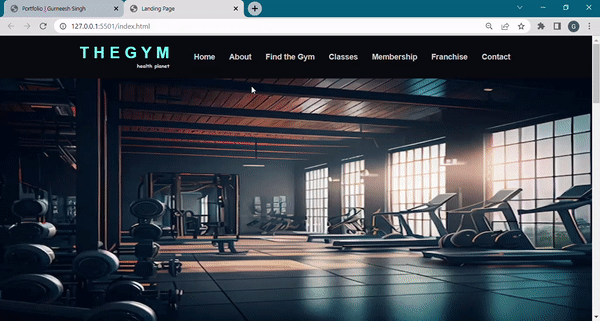 Portfolio | Gurneesh Singh
Landing Page
127.0.0.1:5501/index.html
G
THEGYM
health planet
Home About Find the Gym Classes Membership Franchise Contact